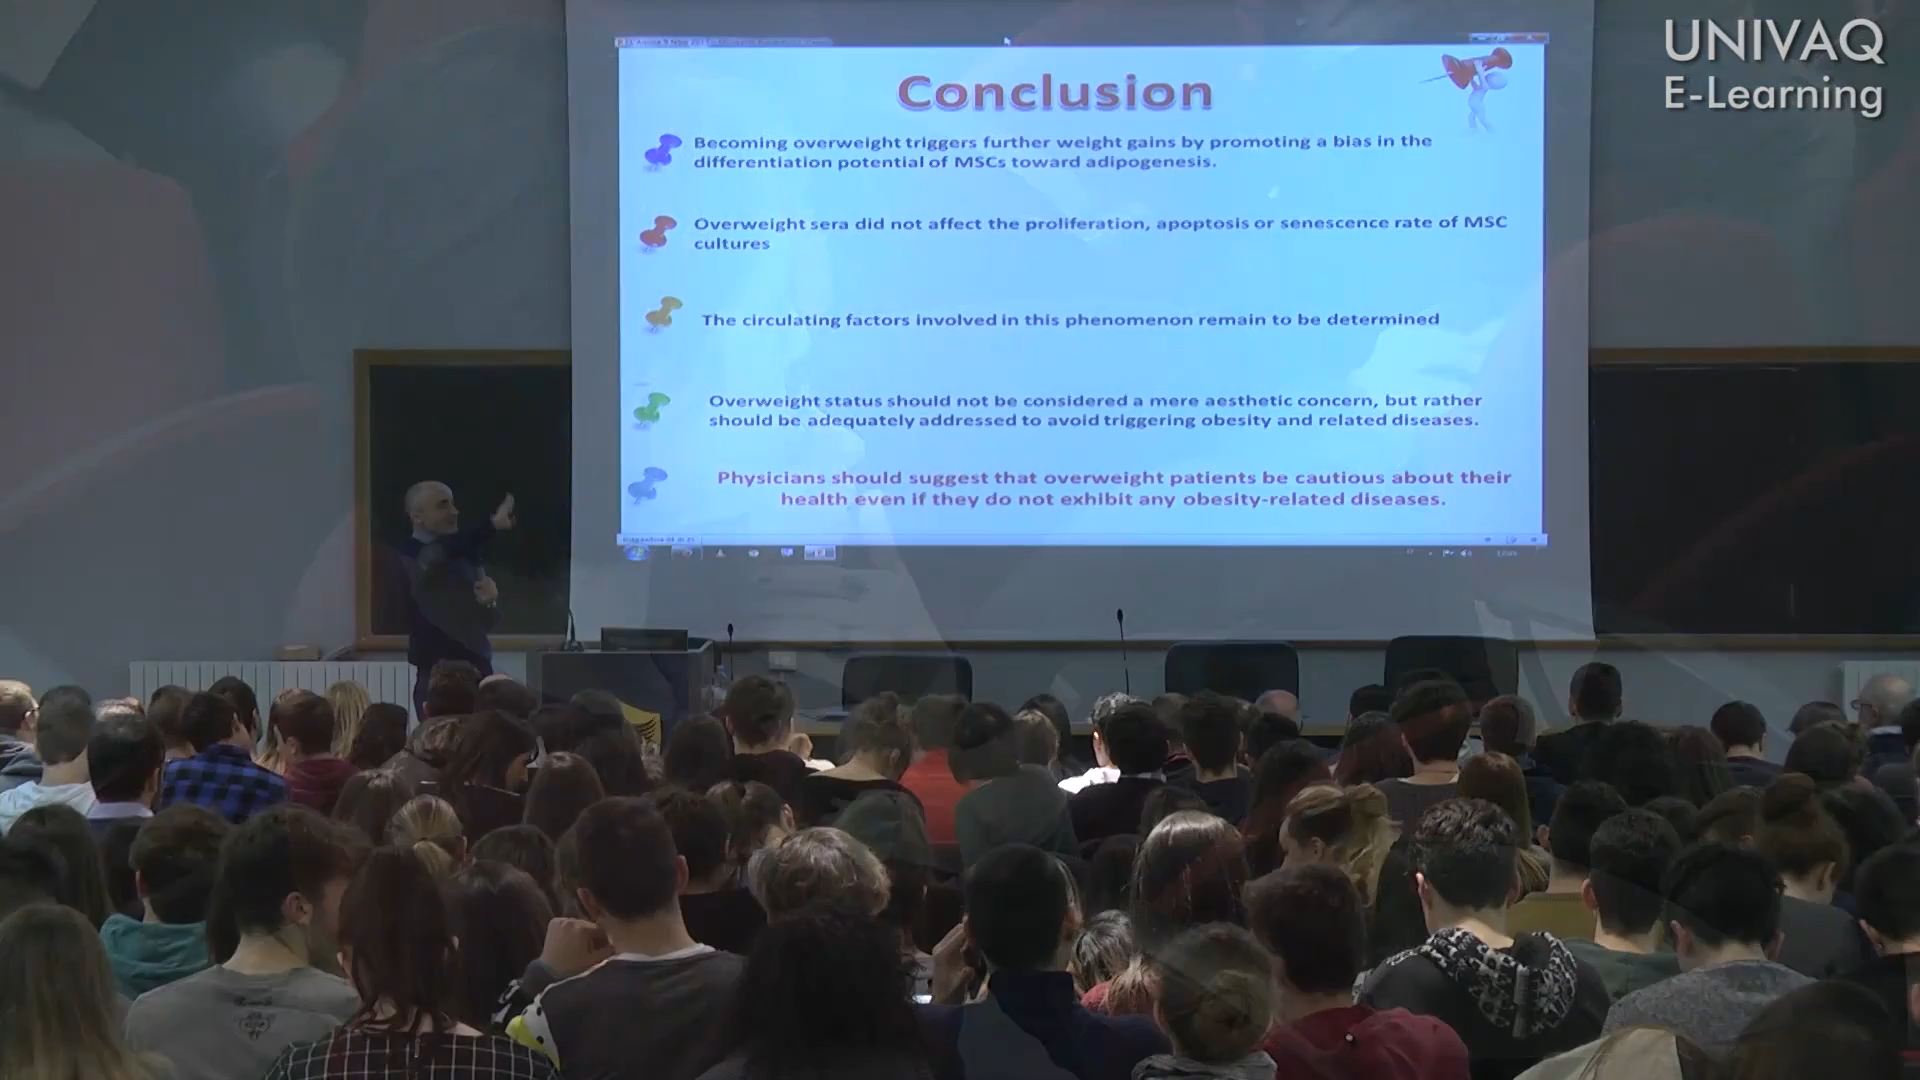 UNIVAQ
E-Learning
Conclusion
Becoming overweight triggers further weight gains by promoting a bias in the
differentiation potential of MSCs toward adipogenesis.
Overweight sera did not affect the proliferation, apoptosis or senescence rate of MSC
cultures
The circulating factors involved in this phenomenon remain to be determined
Overweight status should not be considered a mere aesthetic concern, but rather
should be adequately addressed to avoid triggering obesity and related diseases.
Physicians should suggest that overweight patients be cautious about their
health even if they do not exhibit any obesity-related diseases.